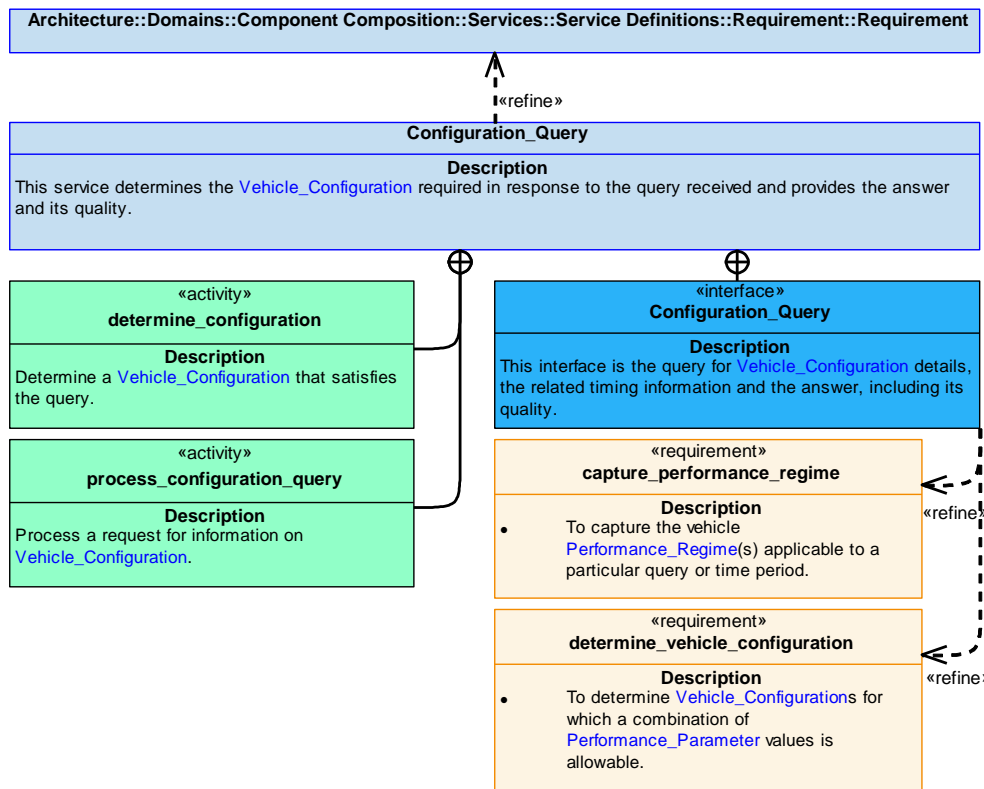 Architecture::Domains::Component Composition::Services::Service Definitions::Requirement::Requirement
«refine»
Configuration_Query
Description
This service determines the Vehicle_Configuration required in response to the query received and provides the answer
and its quality.
«activity»
determine_configuration
Description
Determine a Vehicle_Configuration that satisfies
the query.
«activity»
process_configuration_query
Description
Process a request for information on
Vehicle_Configuration.
«interface»
Configuration_Query
Description
This interface is the query for Vehicle_Configuration details,
the related timing information and the answer, including its
quality.
«requirement»
capture_performance_regime
Description
• To capture the vehicle
Performance_Regime(s) applicable to a
particular query or time period.
«refine»
«requirement»
determine_vehicle_configuration
Description
• To determine Vehicle_Configurations for
which a combination of
Performance_Parameter values is
allowable.
«refine»